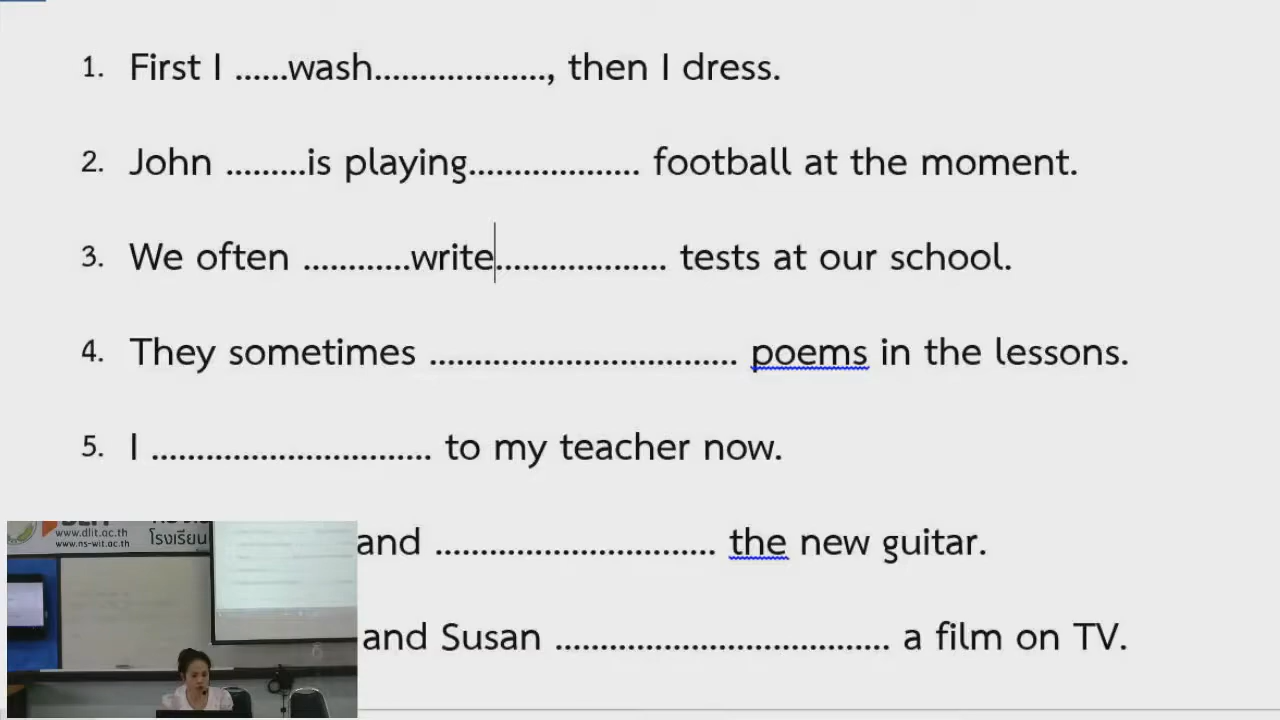 1. First I ......wash..................., then I dress.
2. John .........is playing................... football at the moment.
3. We often ............write................... tests at our school.
4. They sometimes .................................. poems in the lessons.
5. I ............................... to my teacher now.
and ............................... the new guitar.
and Susan ..................................... a film on TV.
www.dlit.ac.th
www.ns-wit.ac.th
โรงเรียน